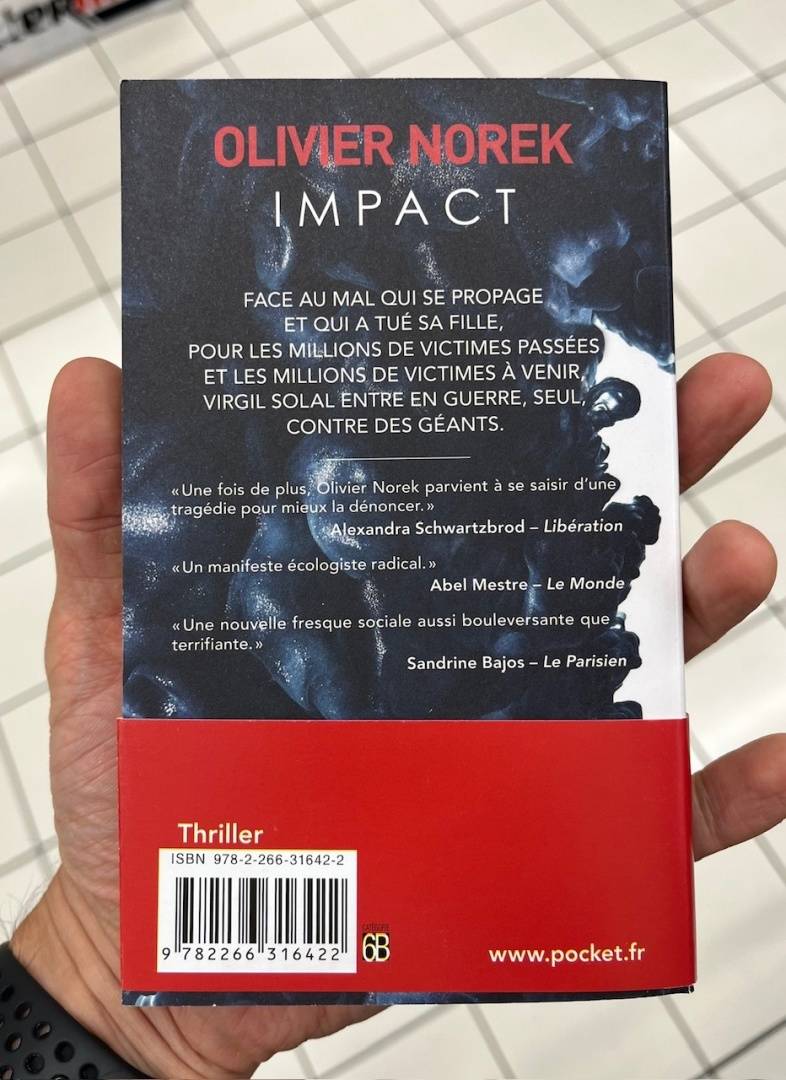 OLIVIER NOREK
IMPACT
FACE AU MAL QUI SE PROPAGE
ET QUI A TUÉ SA FILLE,
POUR LES MILLIONS DE VICTIMES PASSÉES
ET LES MILLIONS DE VICTIMES À VENIR,
VIRGIL SOLAL ENTRE EN GUERRE, SEUL,
CONTRE DES GÉANTS.
« Une fois de plus, Olivier Norek parvient à se saisir d'une
tragédie pour mieux la dénoncer. »
Alexandra Schwartzbrod – Libération
« Un manifeste écologiste radical. »
Abel Mestre – Le Monde
« Une nouvelle fresque sociale aussi bouleversante que
terrifiante. »
Sandrine Bajos – Le Parisien
Thriller
ISBN 978-2-266-31642-2
9 782266 316422
CATÉGORIE
6B
www.pocket.fr